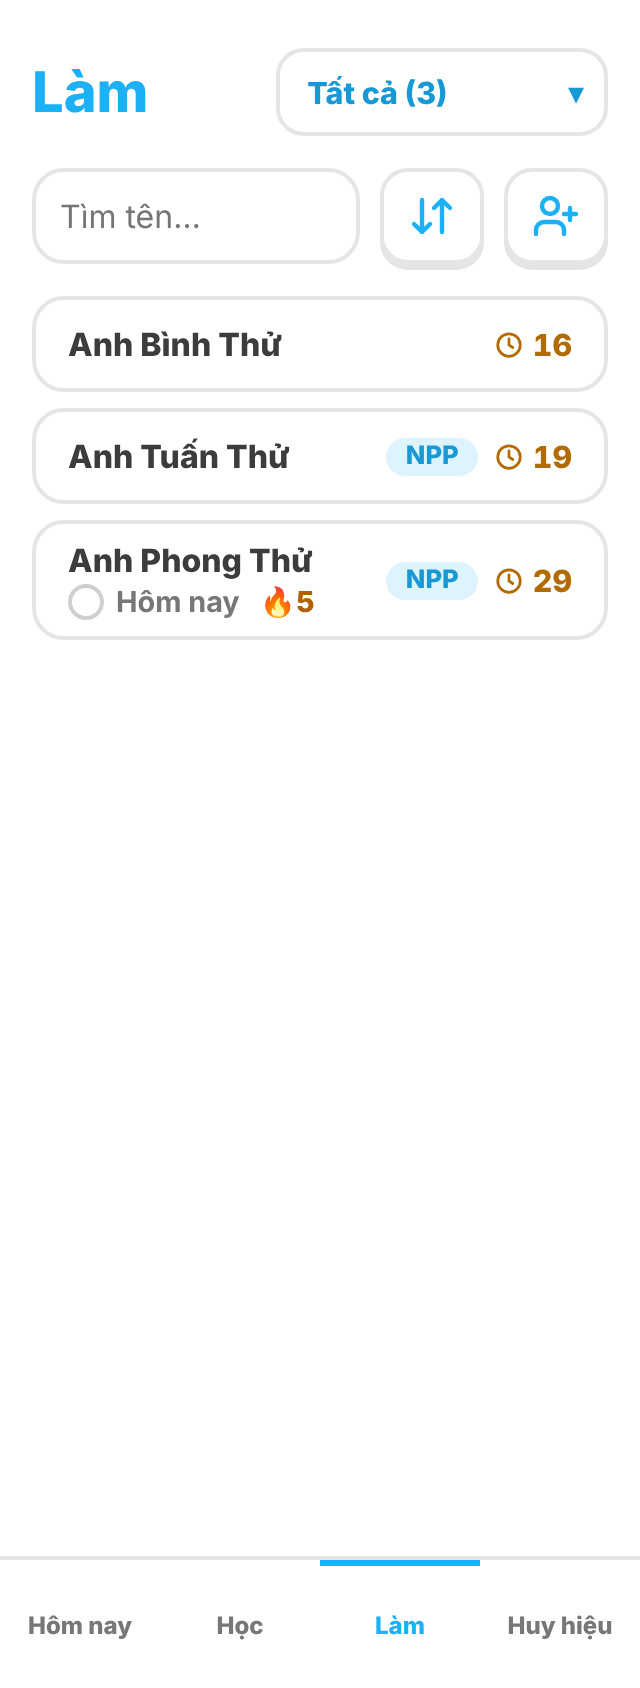 Làm
Tất cả (3) ▼
Tìm tên...
Anh Bình Thử 16
Anh Tuấn Thử NPP 19
Anh Phong Thử NPP 29
Hôm nay 🔥5
Hôm nay Học Làm Huy hiệu